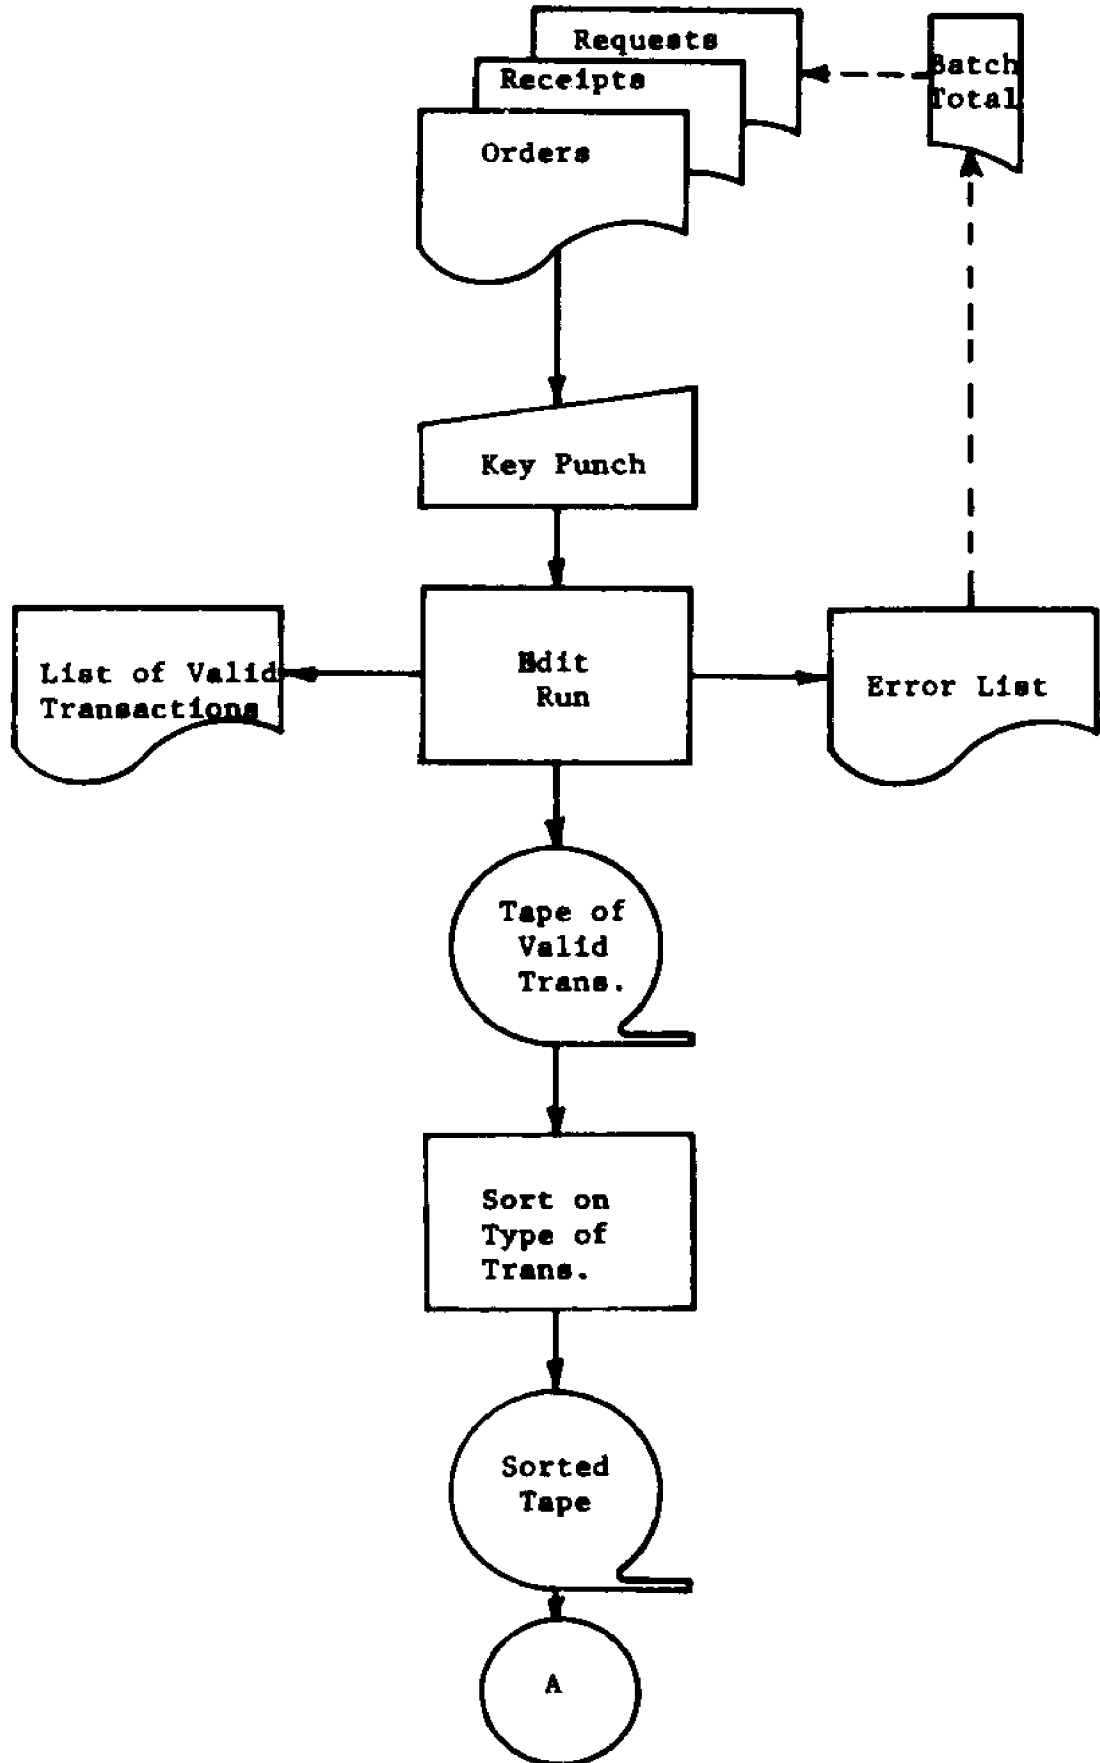 Requests
Receipts
Orders
Batch
Total
Key Punch
List of Valid
Transactions
Edit
Run
Error List
Tape of
Valid
Trans.
Sort on
Type of
Trans.
Sorted
Tape
A